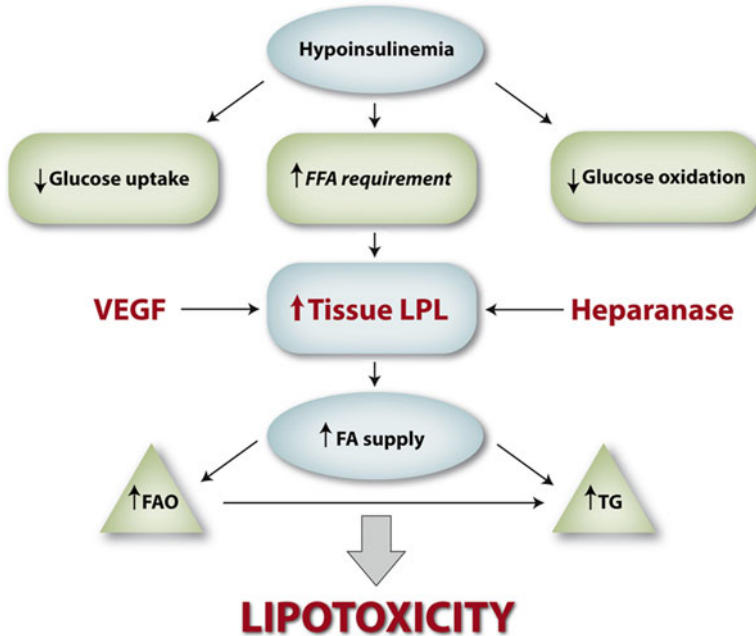 Hypoinsulinemia
↓Glucose uptake
↑FFA requirement
↓Glucose oxidation
VEGF
↑Tissue LPL
Heparanase
↑FA supply
↑FAO
↑TG
LIPOTOXICITY